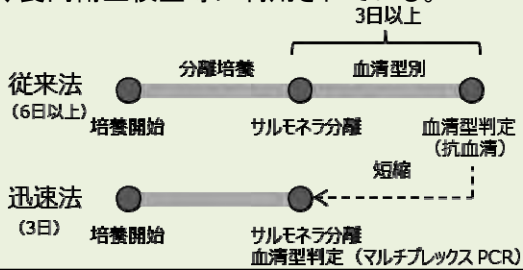 3日以上
分離培養
血清型別
従来法
(6日以上)
培養開始
サルモネラ分離
血清型判定
(抗血清)
短縮
迅速法
(3日)
培養開始
サルモネラ分離
血清型判定(マルチプレックス PCR)